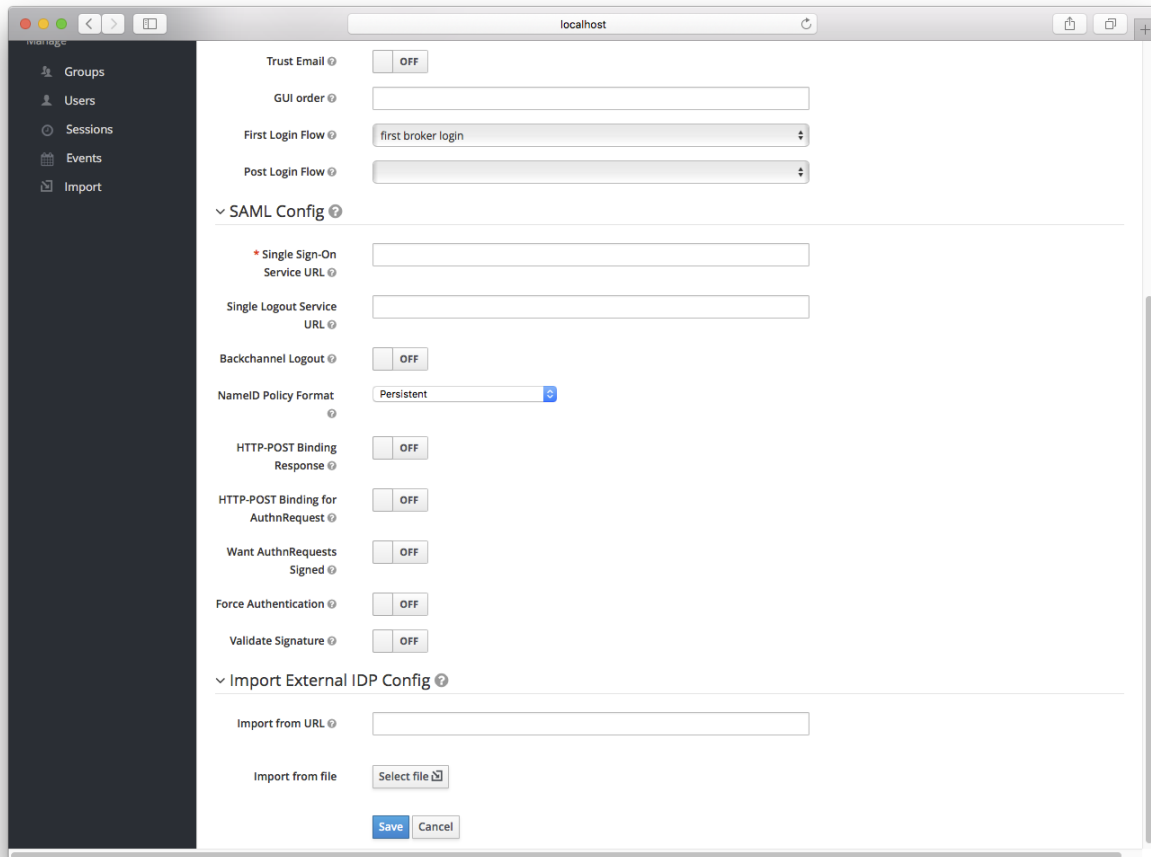 localhost
Manage
Groups
Users
Sessions
Events
Import
Trust Email
OFF
GUI order
First Login Flow
first broker login
Post Login Flow
SAML Config
* Single Sign-On
Service URL
Single Logout Service
URL
Backchannel Logout
OFF
NameID Policy Format
Persistent
HTTP-POST Binding
Response
OFF
HTTP-POST Binding for
AuthnRequest
OFF
Want AuthnRequests
Signed
OFF
Force Authentication
OFF
Validate Signature
OFF
Import External IDP Config
Import from URL
Import from file
Select file
Save
Cancel